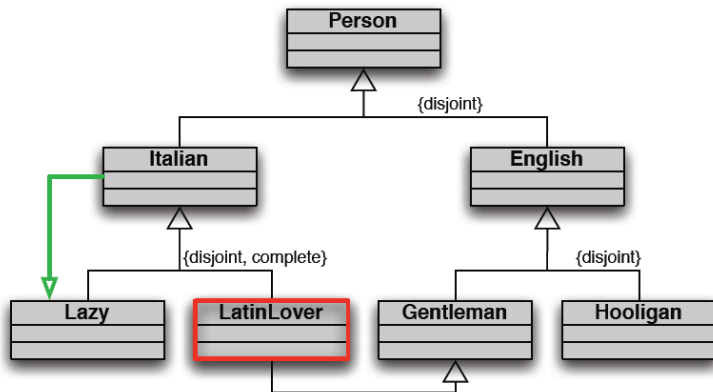 Person
{disjoint}
Italian
English
{disjoint, complete}
{disjoint}
Lazy
LatinLover
Gentleman
Hooligan